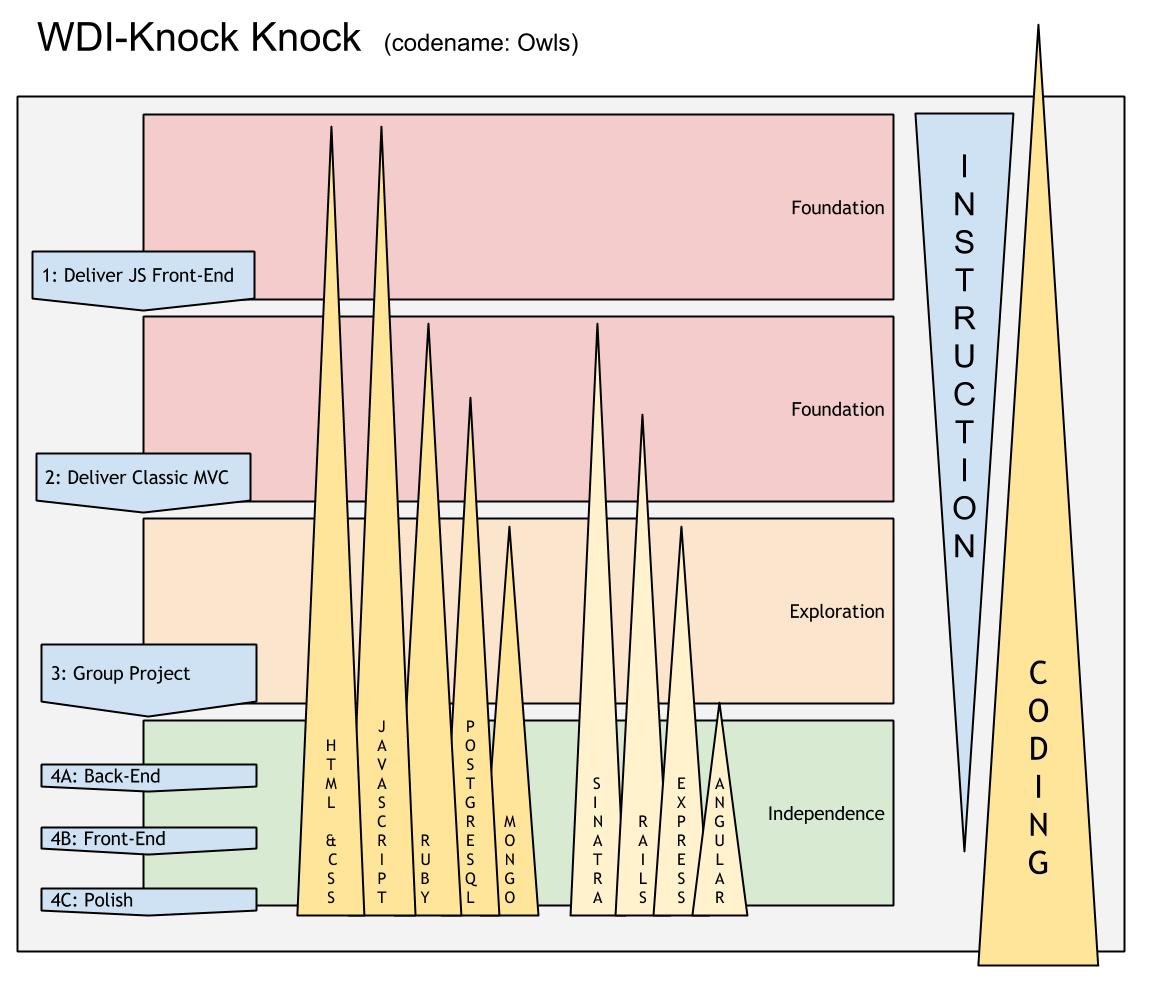 WDI-Knock Knock (codename: Owls)
Foundation
1: Deliver JS Front-End
Foundation
2: Deliver Classic MVC
Exploration
3: Group Project
Independence
4A: Back-End
4B: Front-End
4C: Polish
HTML &CSS
JAVASCRIPT
RUBY
POSTGRESQL
MONGO
SINATRA
RAILS
EXPRESS
ANGULAR
INSTRUCTION
CODING